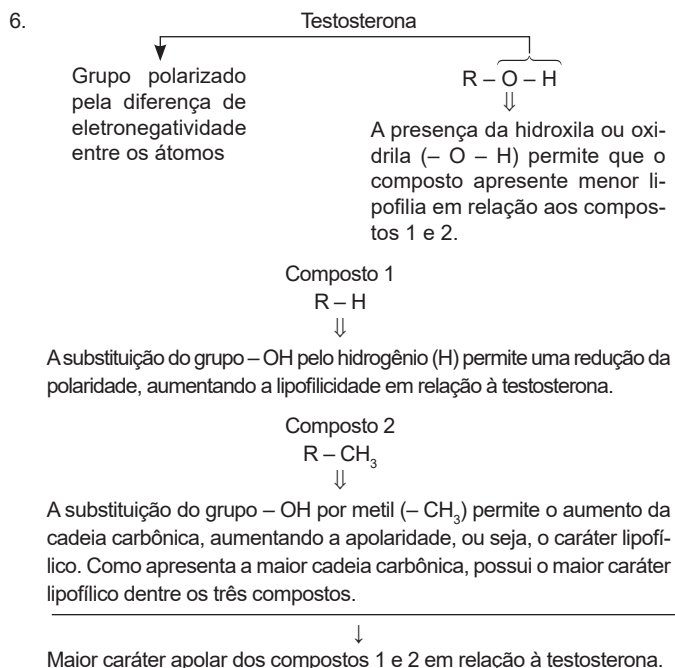 6.
Testosterona
Grupo polarizado
pela diferença de
eletronegatividade
entre os átomos
R – O – H
⇓
A presença da hidroxila ou oxi-
drila (– O – H) permite que o
composto apresente menor li-
pofilia em relação aos compos-
tos 1 e 2.
Composto 1
R – H
⇓
A substituição do grupo – OH pelo hidrogênio (H) permite uma redução da
polaridade, aumentando a lipofilicidade em relação à testosterona.
Composto 2
R – CH₃
⇓
A substituição do grupo – OH por metil (– CH₃) permite o aumento da
cadeia carbônica, aumentando a apolaridade, ou seja, o caráter lipofí-
lico. Como apresenta a maior cadeia carbônica, possui o maior caráter
lipofílico dentre os três compostos.
↓
Maior caráter apolar dos compostos 1 e 2 em relação à testosterona.